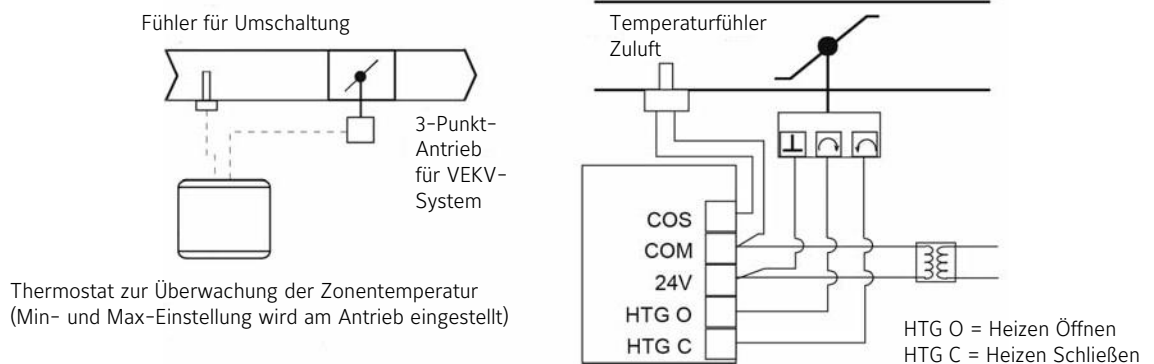 Fühler für Umschaltung
3-Punkt-
Antrieb
für VEKV-
System
Thermostat zur Überwachung der Zonentemperatur
(Min- und Max-Einstellung wird am Antrieb eingestellt)
Temperaturfühler
Zuluft
COS
COM
24V
HTG O
HTG C
HTG O = Heizen Öffnen
HTG C = Heizen Schließen